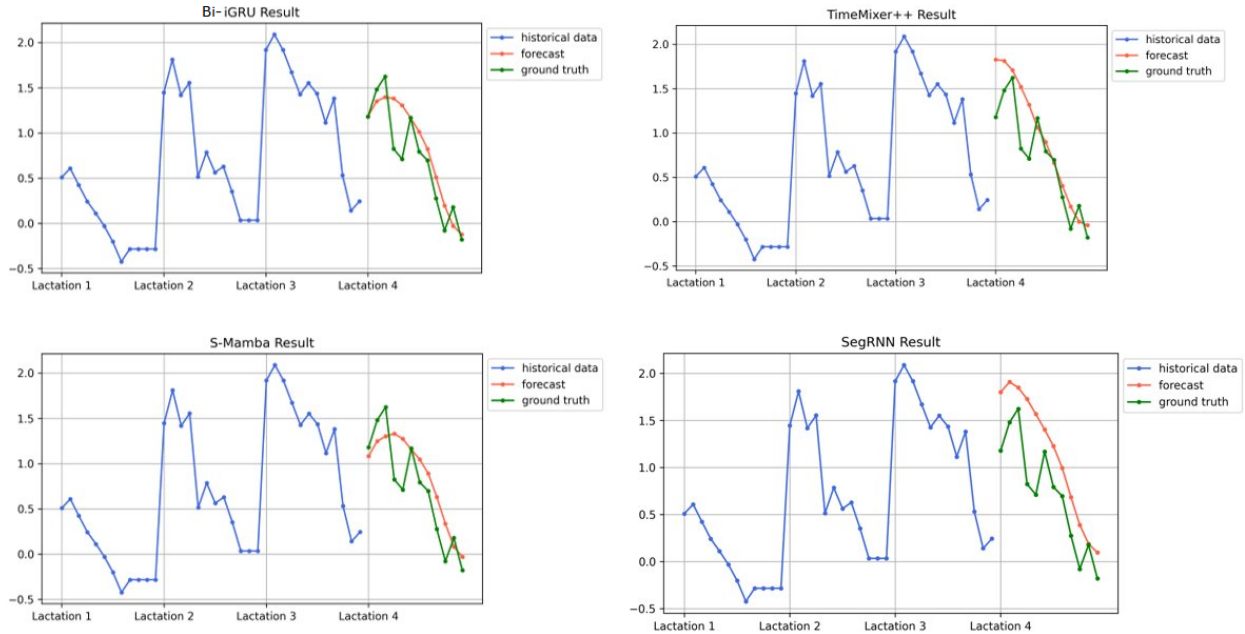 Bi-iGRU Result
2.0
1.5
1.0
0.5
0.0
−0.5
Lactation 1
Lactation 2
Lactation 3
Lactation 4
historical data
forecast
ground truth
TimeMixer++ Result
2.0
1.5
1.0
0.5
0.0
−0.5
Lactation 1
Lactation 2
Lactation 3
Lactation 4
historical data
forecast
ground truth
S-Mamba Result
2.0
1.5
1.0
0.5
0.0
−0.5
Lactation 1
Lactation 2
Lactation 3
Lactation 4
historical data
forecast
ground truth
SegRNN Result
2.0
1.5
1.0
0.5
0.0
−0.5
Lactation 1
Lactation 2
Lactation 3
Lactation 4
historical data
forecast
ground truth